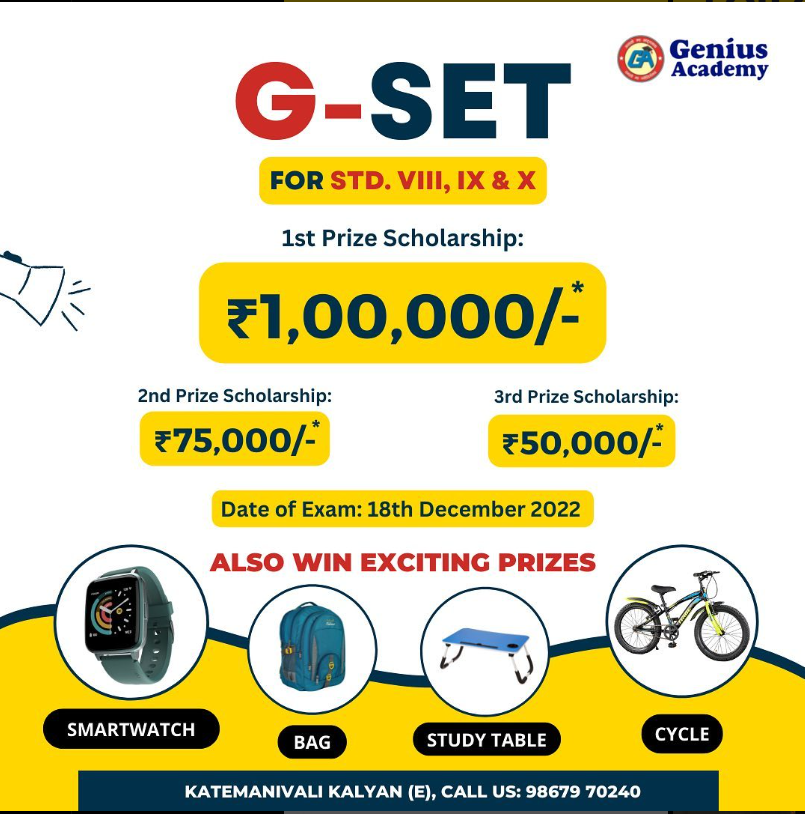 Genius
Academy
GA
G-SET
FOR STD. VIII, IX & X
1st Prize Scholarship:
₹1,00,000/-*
2nd Prize Scholarship:
₹75,000/-*
3rd Prize Scholarship:
₹50,000/-*
Date of Exam: 18th December 2022
ALSO WIN EXCITING PRIZES
SMARTWATCH
BAG
STUDY TABLE
CYCLE
KATEMANIVALI KALYAN (E), CALL US: 98679 70240